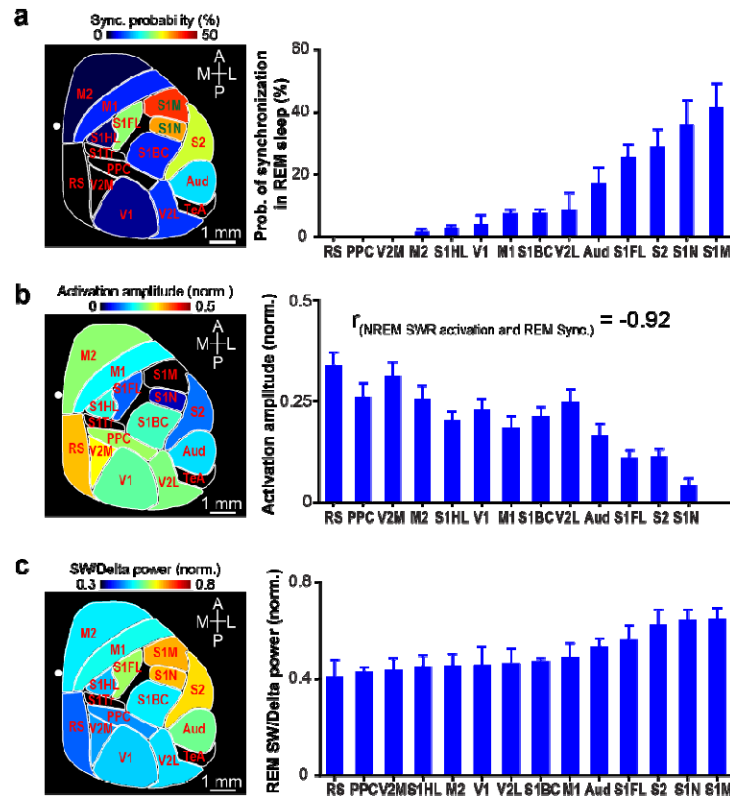 a
Sync. probability (%)
0 50
A
M L
P
M2
M1
S1M
S1FL
S1N
S1HL
S2
S1BC
PPC
RS
V2M
Aud
TeA
V1
V2L
1 mm
Prob. of synchronization
in REM sleep (%)
60
40
20
0
RS PPC V2M M2 S1HL V1 M1 S1BC V2L Aud S1FL S2 S1N S1M
b
Activation amplitude (norm.)
0 0.5
A
M L
P
M2
M1
S1M
S1FL
S1N
S1HL
S2
S1BC
PPC
RS
V2M
Aud
TeA
V1
V2L
1 mm
Activation amplitude (norm.)
0.5
0.25
0
r(NREM SWR activation and REM Sync.) = -0.92
RS PPC V2M M2 S1HL V1 M1 S1BC V2L Aud S1FL S2 S1N
c
SW/Delta power (norm.)
0.3 0.8
A
M L
P
M2
M1
S1M
S1FL
S1N
S1HL
S2
S1BC
PPC
RS
V2M
Aud
TeA
V1
V2L
1 mm
REM SW/Delta power (norm.)
0.8
0.4
0
RS PPC V2M S1HL M2 V1 V2L S1BC M1 Aud S1FL S2 S1N S1M